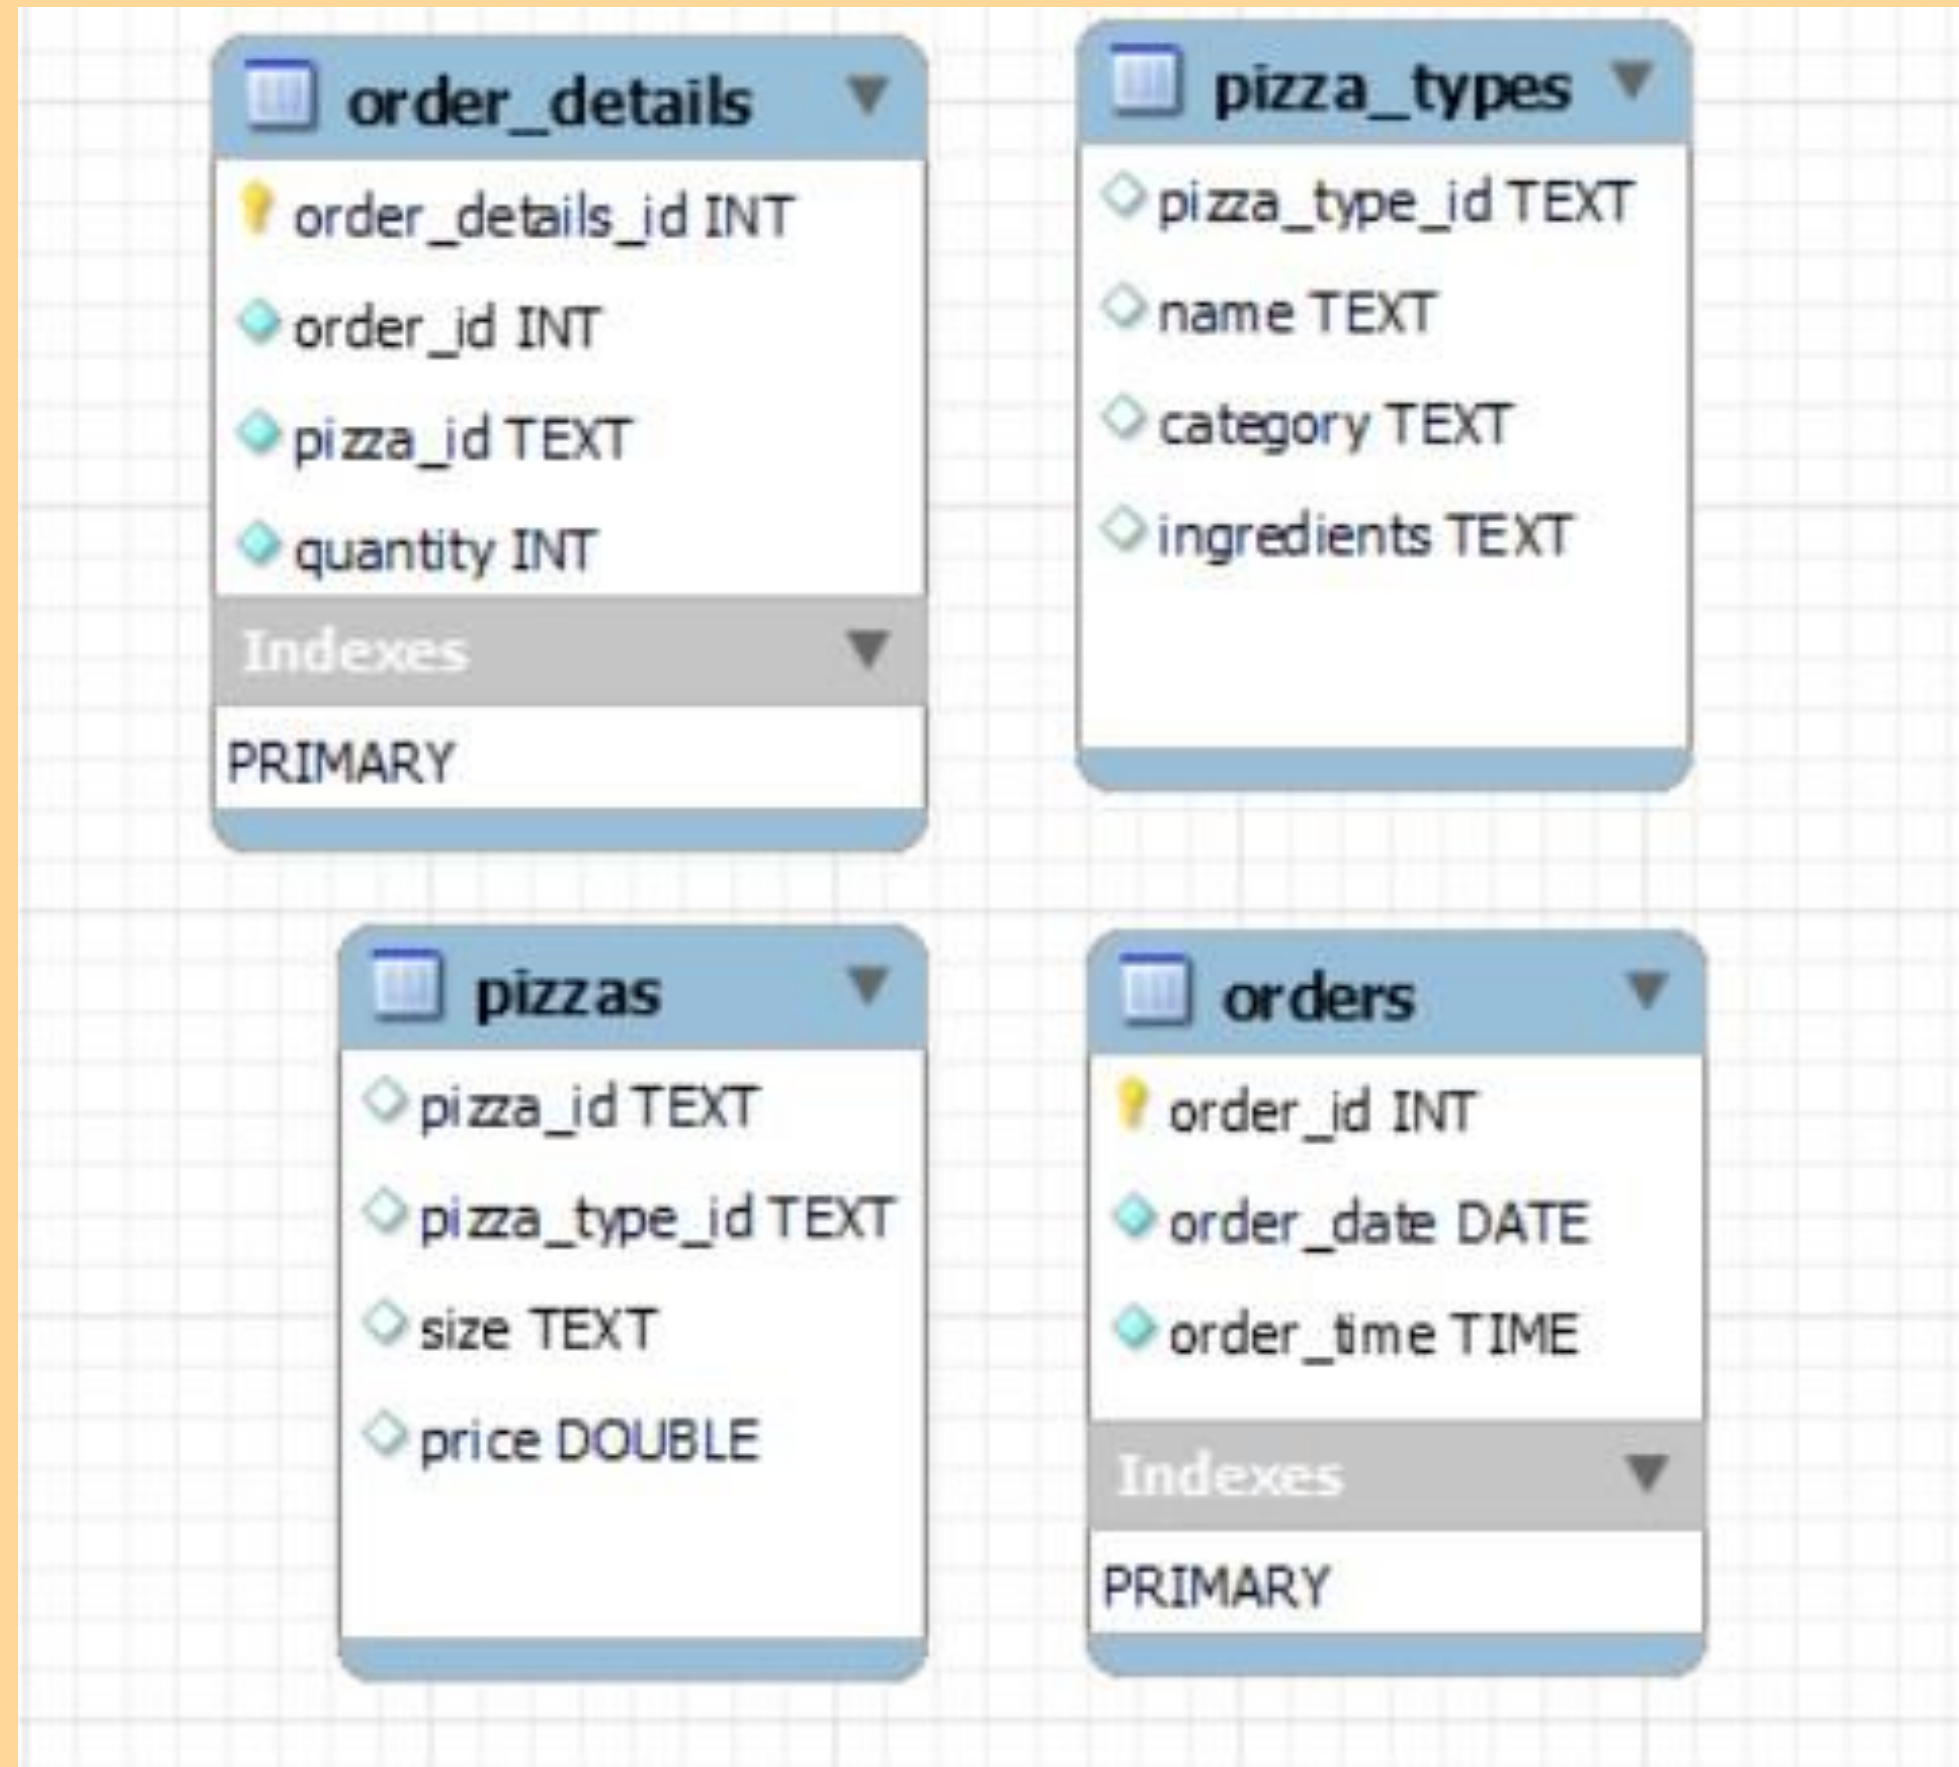 order_details
order_details_id INT
order_id INT
pizza_id TEXT
quantity INT
Indexes
PRIMARY
pizza_types
pizza_type_id TEXT
name TEXT
category TEXT
ingredients TEXT
pizzas
pizza_id TEXT
pizza_type_id TEXT
size TEXT
price DOUBLE
orders
order_id INT
order_date DATE
order_time TIME
Indexes
PRIMARY